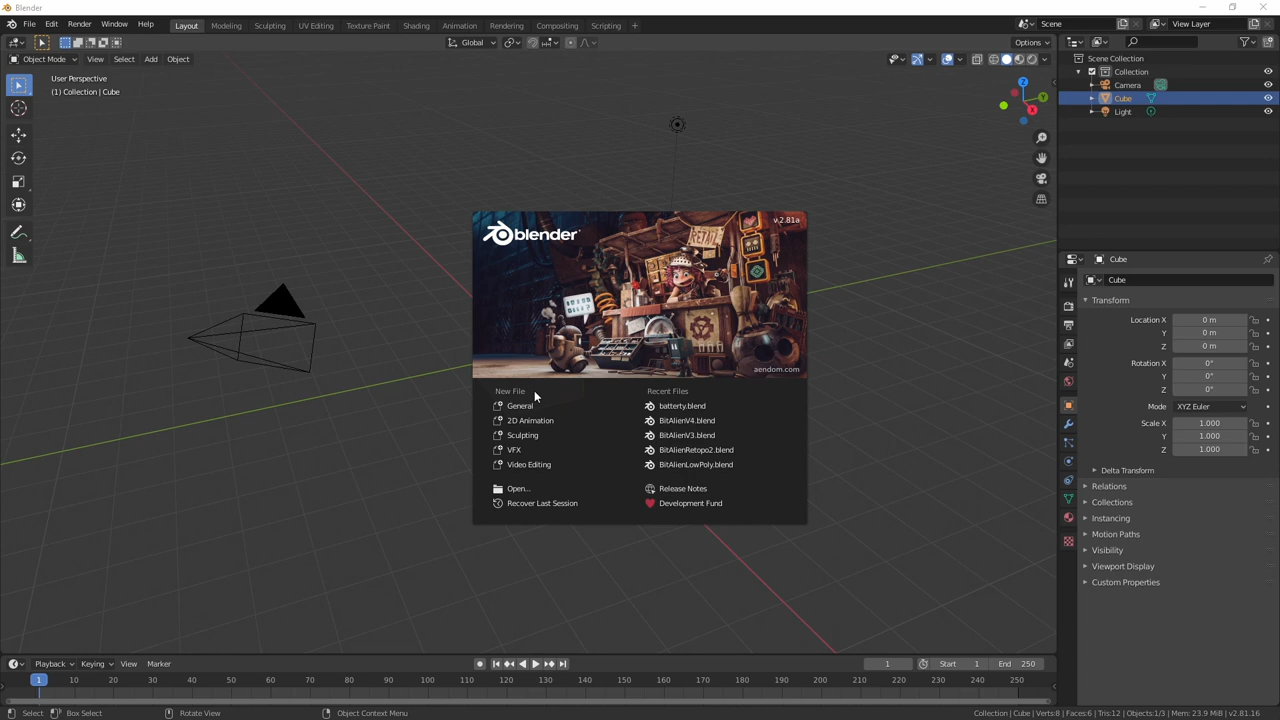 Blender
File Edit Render Window Help Layout Modeling Sculpting UV Editing Texture Paint Shading Animation Rendering Compositing Scripting + Scene View Layer
Global Options
Object Mode View Select Add Object
User Perspective
(1) Collection | Cube
Z
Y
X
Scene Collection
Collection
Camera
Cube
Light
Cube
Cube
Transform
Location X 0 m
Y 0 m
Z 0 m
Rotation X 0°
Y 0°
Z 0°
Mode XYZ Euler
Scale X 1.000
Y 1.000
Z 1.000
Delta Transform
Relations
Collections
Instancing
Motion Paths
Visibility
Viewport Display
Custom Properties
blender
v 2.81a
RETAIL
aendom.com
New File
General
2D Animation
Sculpting
VFX
Video Editing
Open...
Recover Last Session
Recent Files
batterty.blend
BitAlienV4.blend
BitAlienV3.blend
BitAlienRetopo2.blend
BitAlienLowPoly.blend
Release Notes
Development Fund
Playback Keying View Marker 1 Start 1 End 250
1 10 20 30 40 50 60 70 80 90 100 110 120 130 140 150 160 170 180 190 200 210 220 230 240 250
Select Box Select Rotate View Object Context Menu Collection | Cube | Verts:8 | Faces:6 | Tris:12 | Objects:1/3 | Mem: 23.9 MiB | v2.81.16